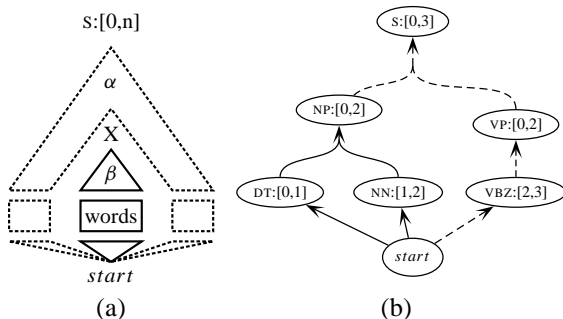 S:[0,n]
α
X
β
words
start
(a)
S:[0,3]
NP:[0,2]
VP:[0,2]
DT:[0,1]
NN:[1,2]
VBZ:[2,3]
start
(b)